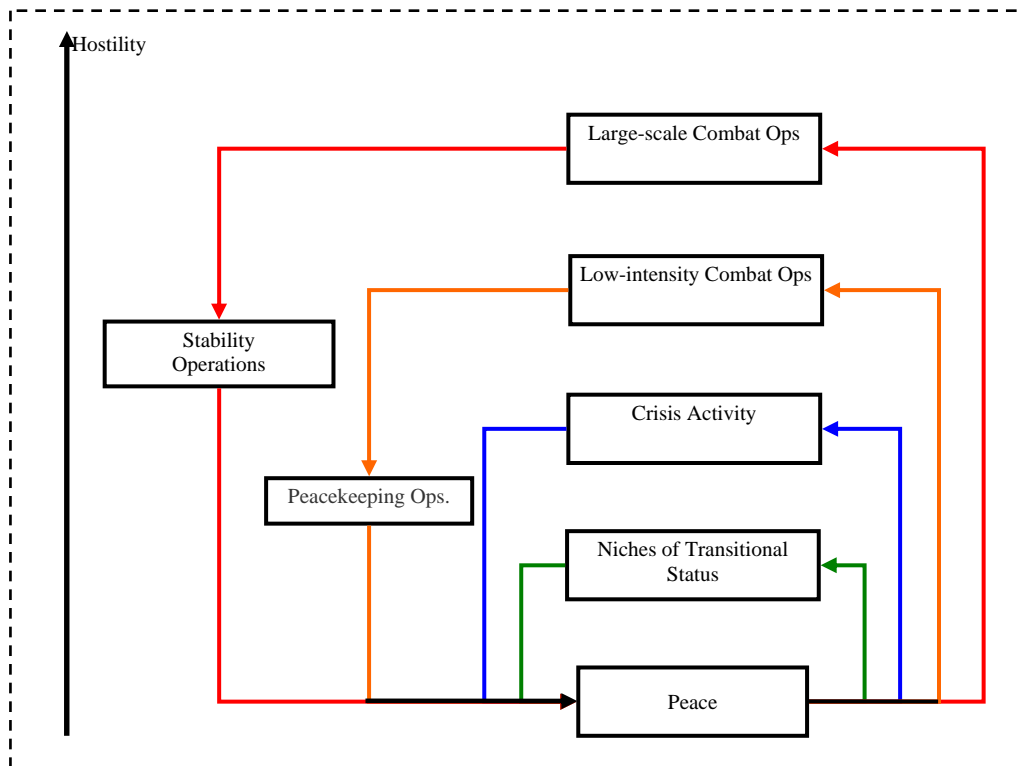 Hostility
Large-scale Combat Ops
Low-intensity Combat Ops
Stability
Operations
Crisis Activity
Peacekeeping Ops.
Niches of Transitional
Status
Peace